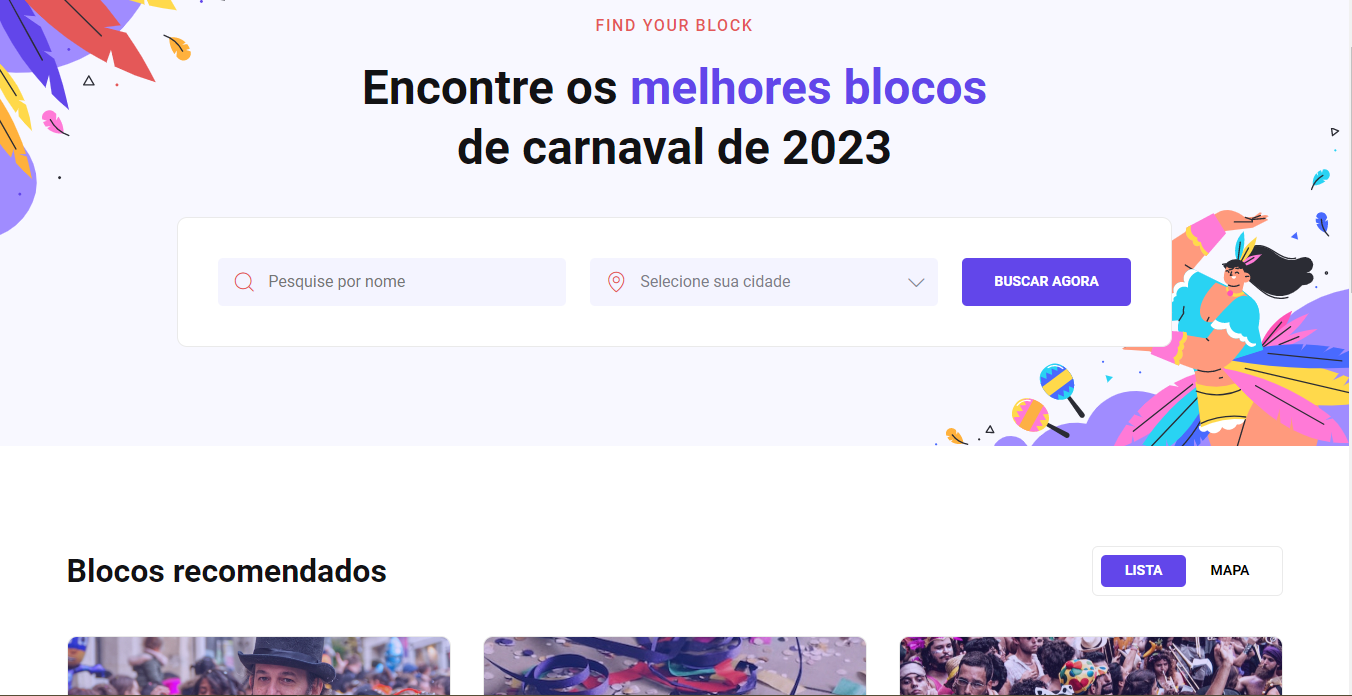 FIND YOUR BLOCK
Encontre os melhores blocos
de carnaval de 2023
Pesquise por nome
Selecione sua cidade
BUSCAR AGORA
Blocos recomendados
LISTA
MAPA